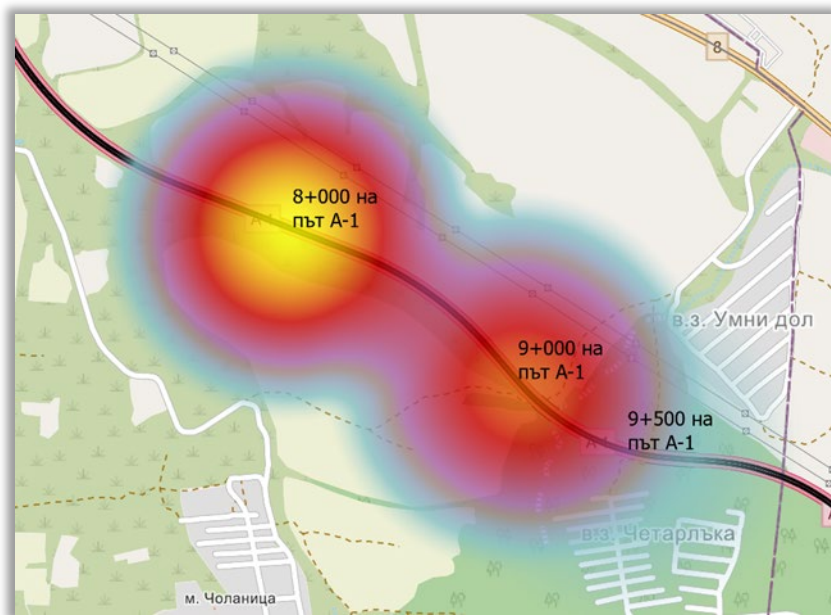 8
8+000 на
път А-1
А-1
в.з. Умни дол
9+000 на
път А-1
9+500 на
път А-1
в.з. Четарлъка
м. Чоланица